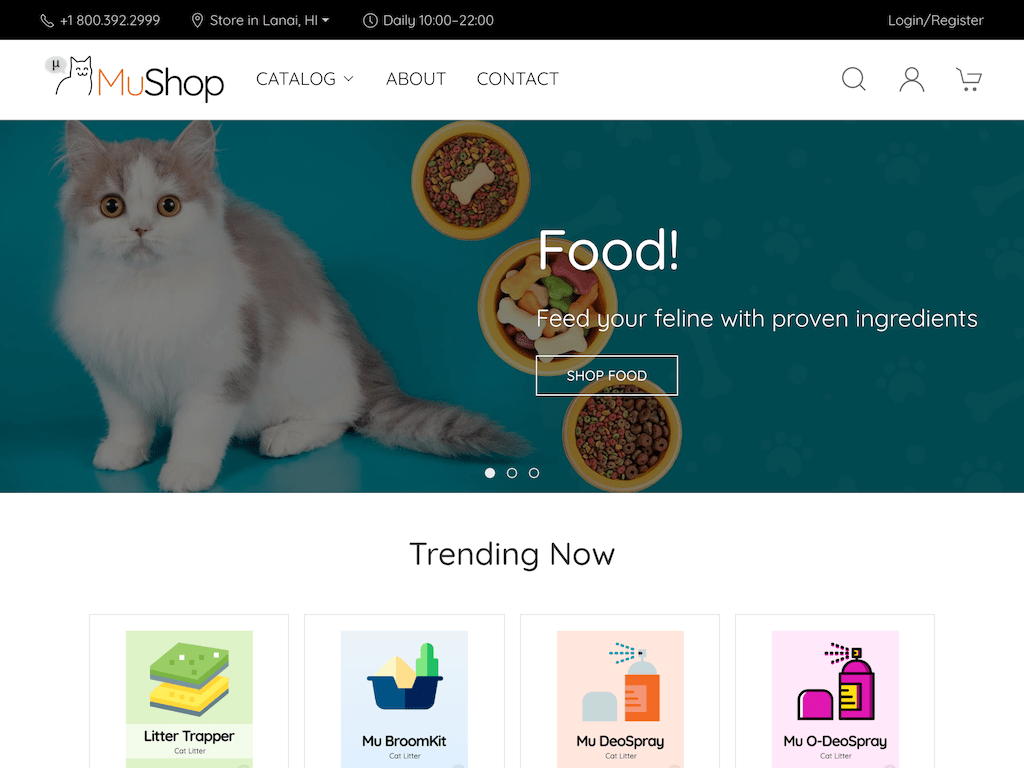 +1 800.392.2999 Store in Lanai, HI Daily 10:00–22:00 Login/Register
μ MuShop CATALOG ABOUT CONTACT
Food!
Feed your feline with proven ingredients
SHOP FOOD
Trending Now
Litter Trapper Mu BroomKit Mu DeoSpray Mu O-DeoSpray
Cat Litter Cat Litter Cat Litter Cat Litter